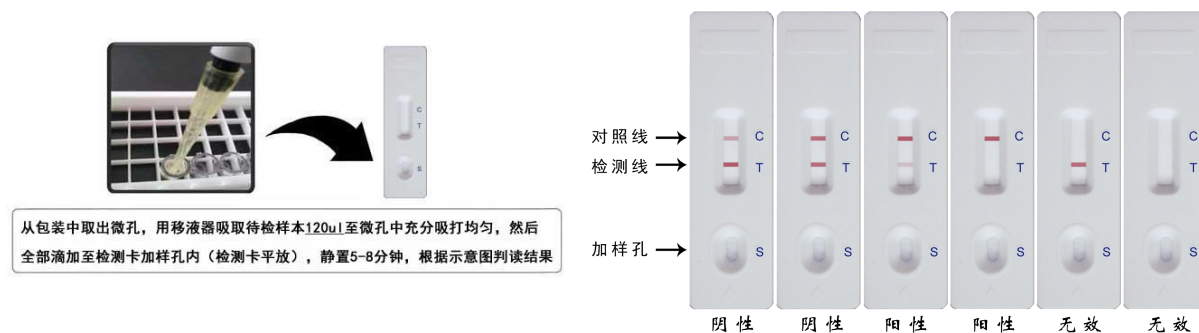 C
T
S
从包装中取出微孔，用移液器吸取待检样本120ul至微孔中充分吸打均匀，然后
全部滴加至检测卡加样孔内（检测卡平放），静置5-8分钟，根据示意图判读结果
对照线 C C C C C C
检测线 T T T T T T
加样孔 S S S S S S
阴性 阴性 阳性 阳性 无效 无效